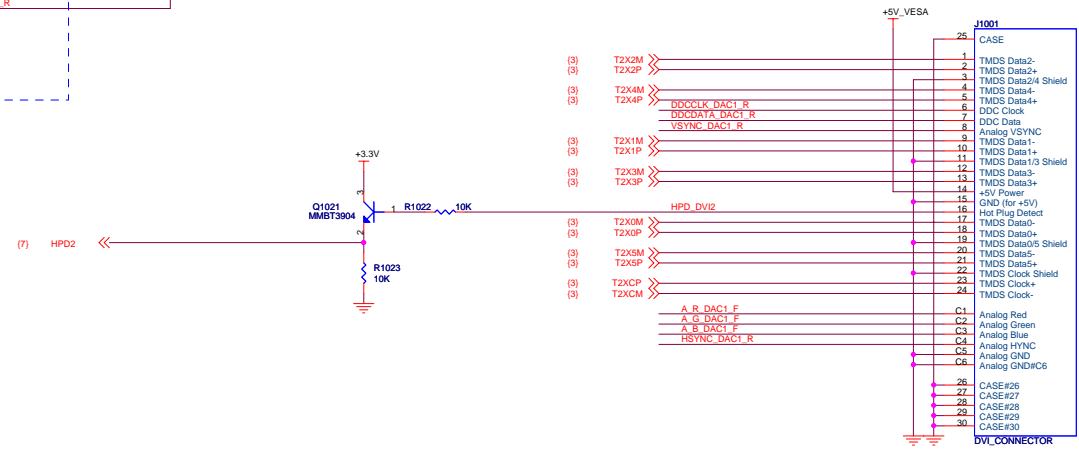 _R
+5V_VESA
J1001
25 CASE
{3} T2X2M 1 TMDS Data2-
{3} T2X2P 2 TMDS Data2+
3 TMDS Data2/4 Shield
{3} T2X4M 4 TMDS Data4-
{3} T2X4P 5 TMDS Data4+
DDCCLK_DAC1_R 6 DDC Clock
DDCDATA_DAC1_R 7 DDC Data
VSYNC_DAC1_R 8 Analog VSYNC
{3} T2X1M 9 TMDS Data1-
{3} T2X1P 10 TMDS Data1+
11 TMDS Data1/3 Shield
{3} T2X3M 12 TMDS Data3-
{3} T2X3P 13 TMDS Data3+
14 +5V Power
15 GND (for +5V)
HPD_DVI2 16 Hot Plug Detect
{3} T2X0M 17 TMDS Data0-
{3} T2X0P 18 TMDS Data0+
19 TMDS Data0/5 Shield
{3} T2X5M 20 TMDS Data5-
{3} T2X5P 21 TMDS Data5+
22 TMDS Clock Shield
{3} T2XCP 23 TMDS Clock+
{3} T2XCM 24 TMDS Clock-
A_R_DAC1_F C1 Analog Red
A_G_DAC1_F C2 Analog Green
A_B_DAC1_F C3 Analog Blue
HSYNC_DAC1_R C4 Analog HYNC
C5 Analog GND
C6 Analog GND#C6
26 CASE#26
27 CASE#27
28 CASE#28
29 CASE#29
30 CASE#30
DVI_CONNECTOR
+3.3V
3
Q1021
MMBT3904
1
R1022 10K
2
{7} HPD2
R1023
10K